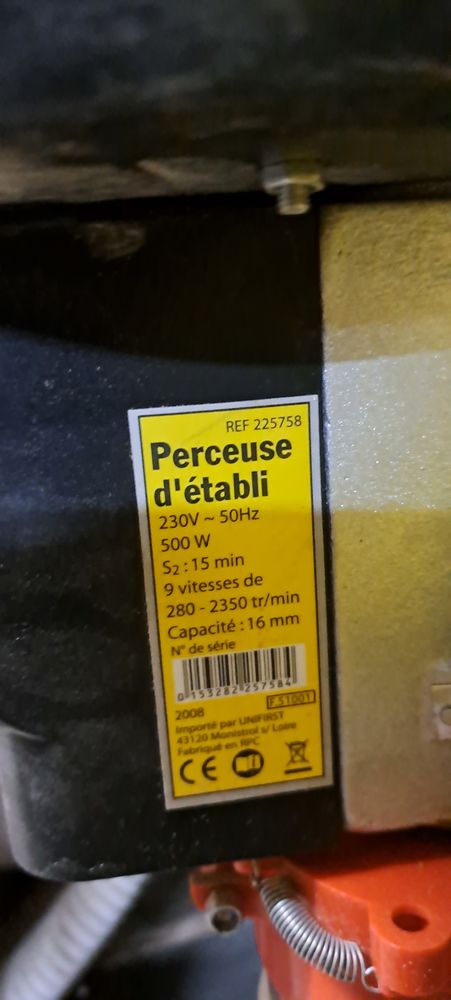 REF 225758
Perceuse
d'établi
230V ~ 50Hz
500 W
S2 : 15 min
9 vitesses de
280 - 2350 tr/min
Capacité : 16 mm
N° de série
0 153282 257584
F.51001
2008
Importé par UNIFIRST
43120 Monistrol s/ Loire
Fabriqué en RPC
CE